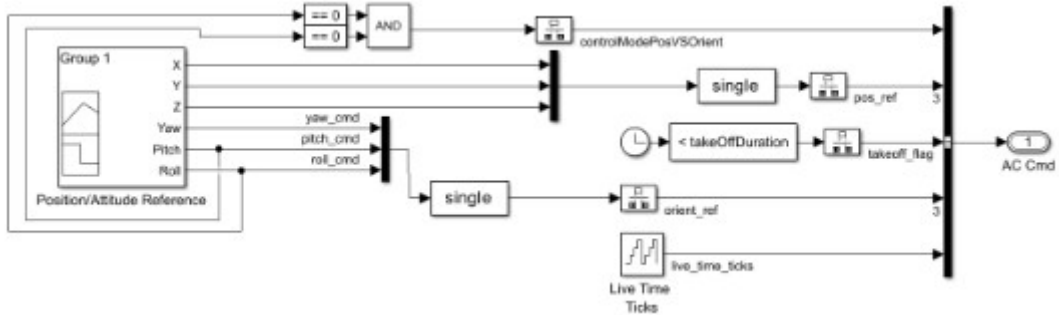 == 0
AND
== 0
controlModePosVSOrient
Group 1
X
Y
Z
Yaw
Pitch
Roll
yaw_cmd
pitch_cmd
roll_cmd
Position/Attitude Reference
single
pos_ref
3
< takeOffDuration
takeoff_flag
1
AC Cmd
single
orient_ref
3
live_time_ticks
Live Time
Ticks